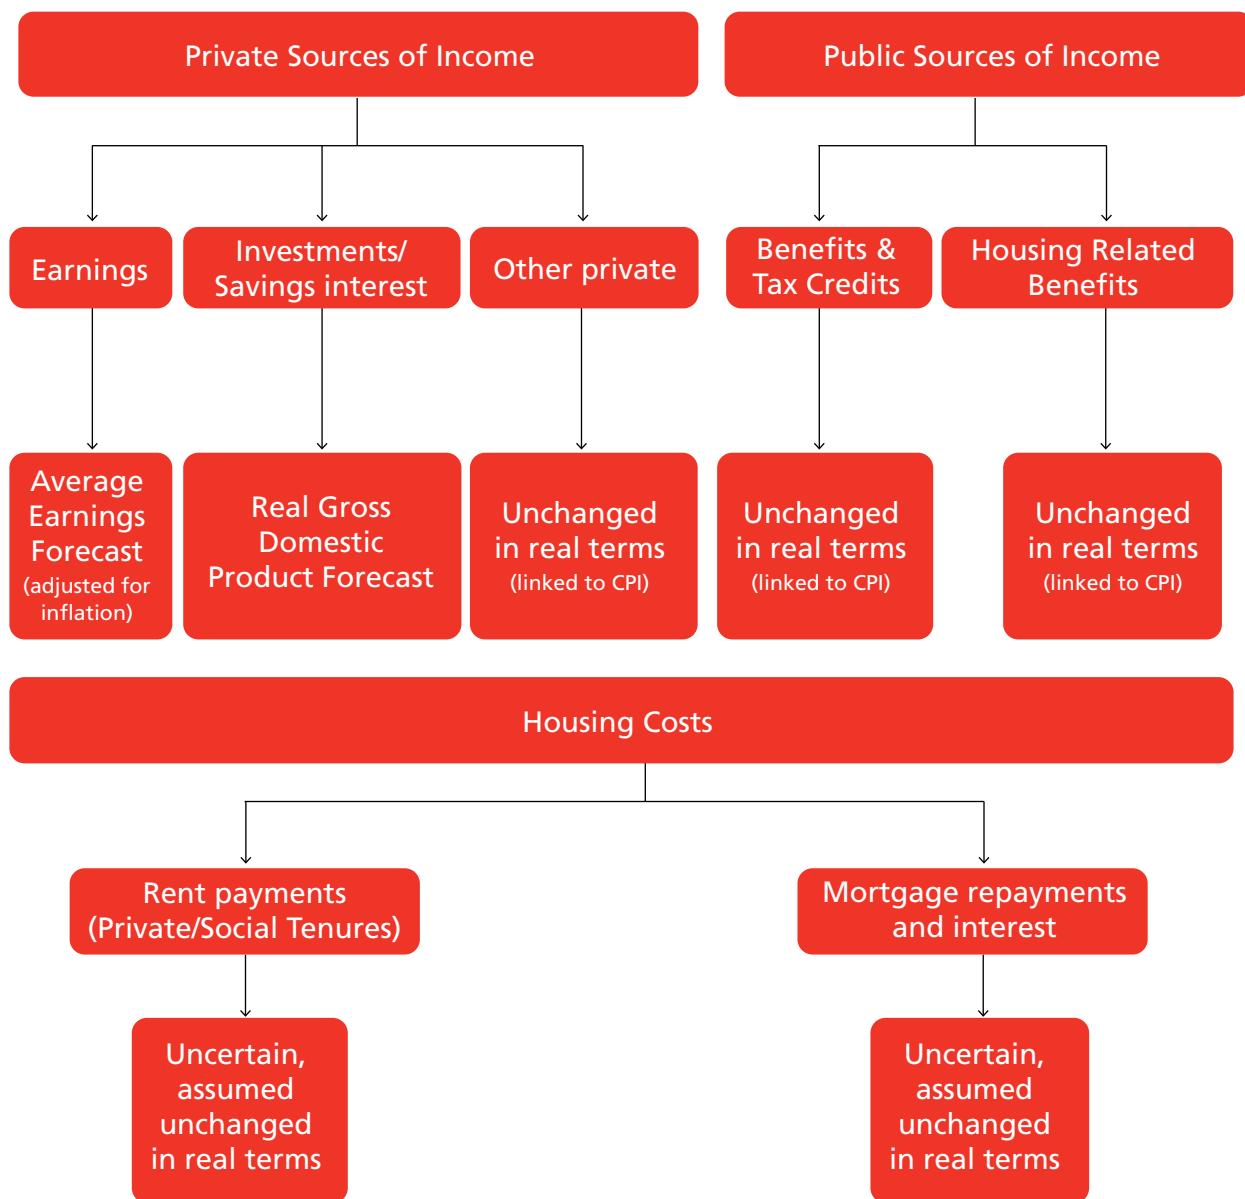 Private Sources of Income
Public Sources of Income
Earnings
Investments/
Savings interest
Other private
Benefits &
Tax Credits
Housing Related
Benefits
Average
Earnings
Forecast
(adjusted for
inflation)
Real Gross
Domestic
Product Forecast
Unchanged
in real terms
(linked to CPI)
Unchanged
in real terms
(linked to CPI)
Unchanged
in real terms
(linked to CPI)
Housing Costs
Rent payments
(Private/Social Tenures)
Mortgage repayments
and interest
Uncertain,
assumed
unchanged
in real terms
Uncertain,
assumed
unchanged
in real terms